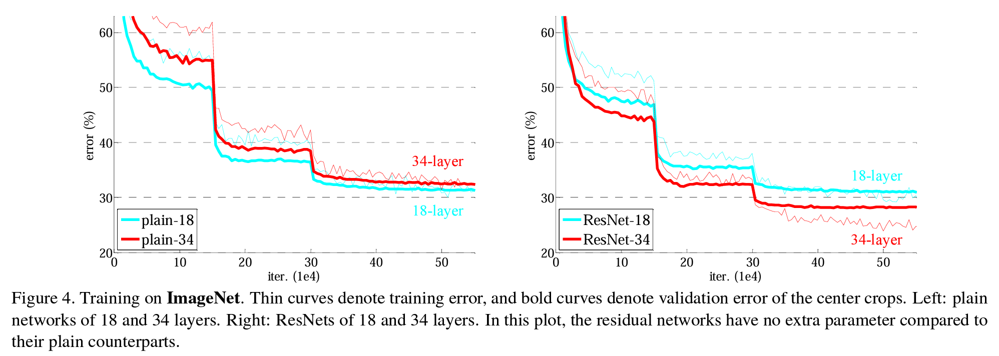 60
50
40
30
20
error (%)
34-layer
18-layer
plain-18
plain-34
0 10 20 30 40 50
iter. (1e4)
60
50
40
30
20
error (%)
18-layer
34-layer
ResNet-18
ResNet-34
0 10 20 30 40 50
iter. (1e4)
Figure 4. Training on ImageNet. Thin curves denote training error, and bold curves denote validation error of the center crops. Left: plain
networks of 18 and 34 layers. Right: ResNets of 18 and 34 layers. In this plot, the residual networks have no extra parameter compared to
their plain counterparts.